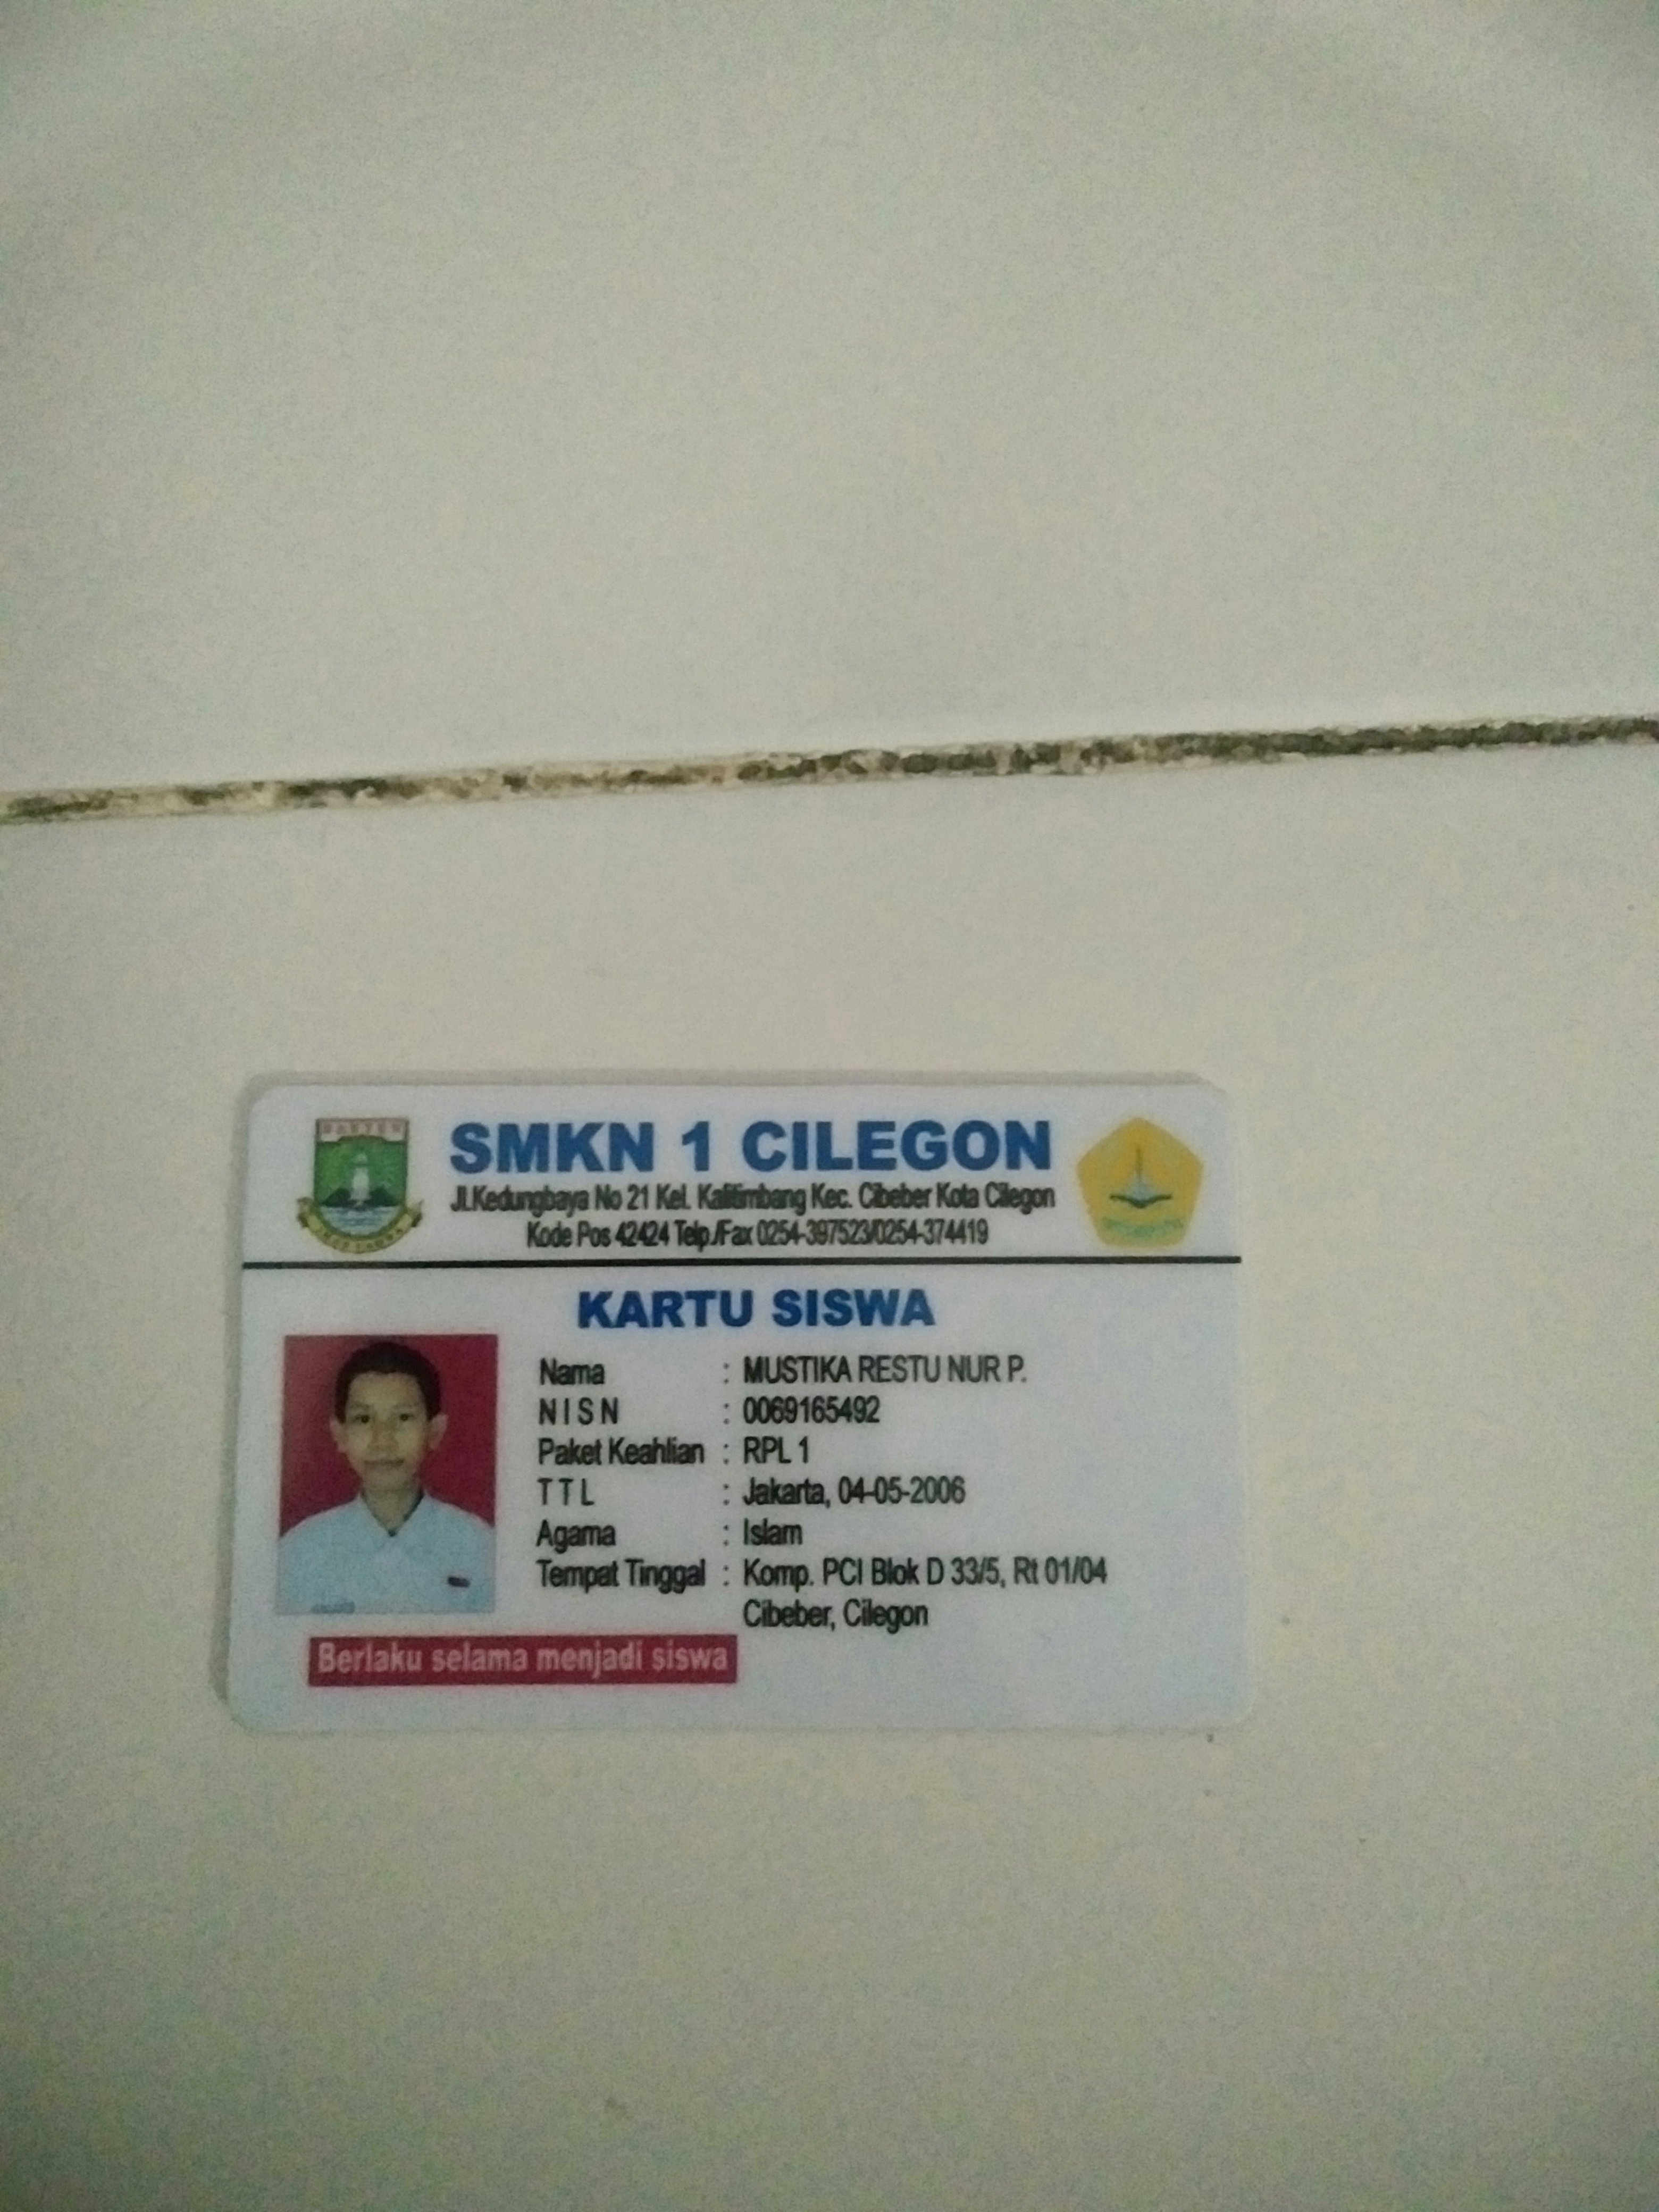 BANTEN
SMKN 1 CILEGON
Jl.Kedungbaya No 21 Kel. Kalitimbang Kec. Cibeber Kota Cilegon
Kode Pos 42424 Telp./Fax 0254-397523/0254-374419
KARTU SISWA
Nama : MUSTIKA RESTU NUR P.
N I S N : 0069165492
Paket Keahlian : RPL 1
T T L : Jakarta, 04-05-2006
Agama : Islam
Tempat Tinggal : Komp. PCI Blok D 33/5, Rt 01/04
Cibeber, Cilegon
Berlaku selama menjadi siswa